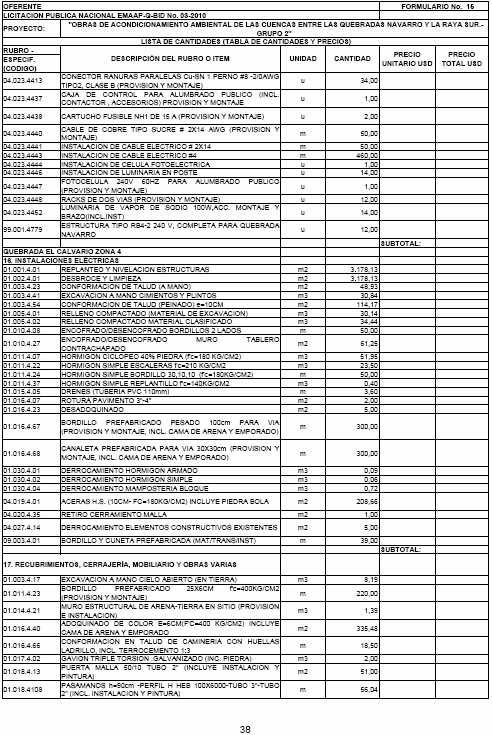 OFERENTE FORMULARIO No. 15
LICITACION PUBLICA NACIONAL EMAAP-Q-BID No. 03-2010
PROYECTO: "OBRAS DE ACONDICIONAMIENTO AMBIENTAL DE LAS CUENCAS ENTRE LAS QUEBRADAS NAVARRO Y LA RAYA SUR.- GRUPO 2"
LISTA DE CANTIDADES (TABLA DE CANTIDADES Y PRECIOS)
RUBRO - ESPECIF. (CODIGO) DESCRIPCIÓN DEL RUBRO O ITEM UNIDAD CANTIDAD PRECIO UNITARIO USD PRECIO TOTAL USD
04.023.4413 CONECTOR RANURAS PARALELAS Cu-SN 1 PERNO #8 -2/0AWG TIPO2, CLASE B (PROVISION Y MONTAJE) u 34,00
04.023.4437 CAJA DE CONTROL PARA ALUMBRADO PUBLICO (INCL. CONTACTOR , ACCESORIOS) PROVISION Y MONTAJE u 1,00
04.023.4438 CARTUCHO FUSIBLE NH1 DE 15 A (PROVISION Y MONTAJE) u 2,00
04.023.4440 CABLE DE COBRE TIPO SUCRE # 2X14 AWG (PROVISION Y MONTAJE) m 50,00
04.023.4441 INSTALACION DE CABLE ELECTRICO # 2X14 m 50,00
04.023.4443 INSTALACION DE CABLE ELECTRICO #4 m 460,00
04.023.4444 INSTALACION DE CELULA FOTOELECTRICA u 1,00
04.023.4446 INSTALACION DE LUMINARIA EN POSTE u 14,00
04.023.4447 FOTOCELULA 240V 60HZ PARA ALUMBRADO PUBLICO (PROVISION Y MONTAJE) u 1,00
04.023.4448 RACKS DE DOS VIAS (PROVISION Y MONTAJE) u 12,00
04.023.4452 LUMINARIA DE VAPOR DE SODIO 100W,ACC. MONTAJE Y BRAZO(INCL.INST) u 14,00
99.001.4779 ESTRUCTURA TIPO RB4-2 240 V, COMPLETA PARA QUEBRADA NAVARRO u 12,00
SUBTOTAL:
QUEBRADA EL CALVARIO ZONA 4
16. INSTALACIONES ELÉCTRICAS
01.001.4.01 REPLANTEO Y NIVELACION ESTRUCTURAS m2 3.178,13
01.002.4.01 DESBROCE Y LIMPIEZA m2 3.178,13
01.003.4.23 CONFORMACION DE TALUD (A MANO) m2 48,93
01.003.4.41 EXCAVACION A MANO CIMIENTOS Y PLINTOS m3 30,84
01.003.4.54 CONFORMACION DE TALUD (PEINADO) e=10CM m2 114,17
01.005.4.01 RELLENO COMPACTADO (MATERIAL DE EXCAVACION) m3 30,14
01.005.4.02 RELLENO COMPACTADO MATERIAL CLASIFICADO m3 34,44
01.010.4.08 ENCOFRADO/DESENCOFRADO BORDILLOS 2 LADOS m 50,00
01.010.4.27 ENCOFRADO/DESENCOFRADO MURO TABLERO CONTRACHAPADO m2 61,25
01.011.4.07 HORMIGON CICLOPEO 40% PIEDRA (f'c=180 KG/CM2) m3 51,95
01.011.4.22 HORMIGON SIMPLE ESCALERAS f'c=210 KG/CM2 m3 23,50
01.011.4.24 HORMIGON SIMPLE BORDILLO 30,10,10 (f'c=180KG/CM2) m 50,00
01.011.4.37 HORMIGON SIMPLE REPLANTILLO f'c=140KG/CM2 m3 0,40
01.015.4.05 DRENES (TUBERIA PVC 110mm) m 3,60
01.016.4.07 ROTURA PAVIMENTO 3"-4" m2 2,00
01.016.4.23 DESADOQUINADO m2 5,00
01.016.4.67 BORDILLO PREFABRICADO PESADO 100cm PARA VIA (PROVISION Y MONTAJE, INCL. CAMA DE ARENA Y EMPORADO) m 300,00
01.016.4.68 CANALETA PREFABRICADA PARA VIA 30X30cm (PROVISION Y MONTAJE, INCL. CAMA DE ARENA Y EMPORADO) m 300,00
01.030.4.01 DERROCAMIENTO HORMIGON ARMADO m3 0,09
01.030.4.02 DERROCAMIENTO HORMIGON SIMPLE m3 0,06
01.030.4.04 DERROCAMIENTO MAMPOSTERIA BLOQUE m3 0,72
04.019.4.01 ACERAS H.S. (10CM- FC=180KG/CM2) INCLUYE PIEDRA BOLA m2 208,66
04.020.4.35 RETIRO CERRAMIENTO MALLA m2 1,00
04.027.4.14 DERROCAMIENTO ELEMENTOS CONSTRUCTIVOS EXISTENTES m2 5,00
09.003.4.01 BORDILLO Y CUNETA PREFABRICADA (MAT/TRANS/INST) m 39,00
SUBTOTAL:
17. RECUBRIMIENTOS, CERRAJERÍA, MOBILIARIO Y OBRAS VARIAS
01.003.4.17 EXCAVACION A MANO CIELO ABIERTO (EN TIERRA) m3 8,19
01.011.4.23 BORDILLO PREFABRICADO 25X6CM f'c=400KG/CM2 (PROVISION Y MONTAJE) m 220,00
01.014.4.21 MURO ESTRUCTURAL DE ARENA-TIERRA EN SITIO (PROVISION E INSTALACION) m3 1,39
01.016.4.40 ADOQUINADO DE COLOR E=6CM(F'C=400 KG/CM2) INCLUYE CAMA DE ARENA Y EMPORADO m2 335,48
01.016.4.66 CONFORMACION EN TALUD DE CAMINERIA CON HUELLAS LADRILLO, INCL. TERROCEMENTO 1:3 m 18,50
01.017.4.02 GAVION TRIPLE TORSION .GALVANIZADO (INC. PIEDRA) m3 2,00
01.018.4.13 PUERTA MALLA 50/10 TUBO 2" (INCLUYE INSTALACION Y PINTURA) m2 51,00
01.018.4108 PASAMANOS h=90cm -PERFIL H HEB 100X6000-TUBO 3"-TUBO 2" (INCL. INSTALACION Y PINTURA) m 56,04
38